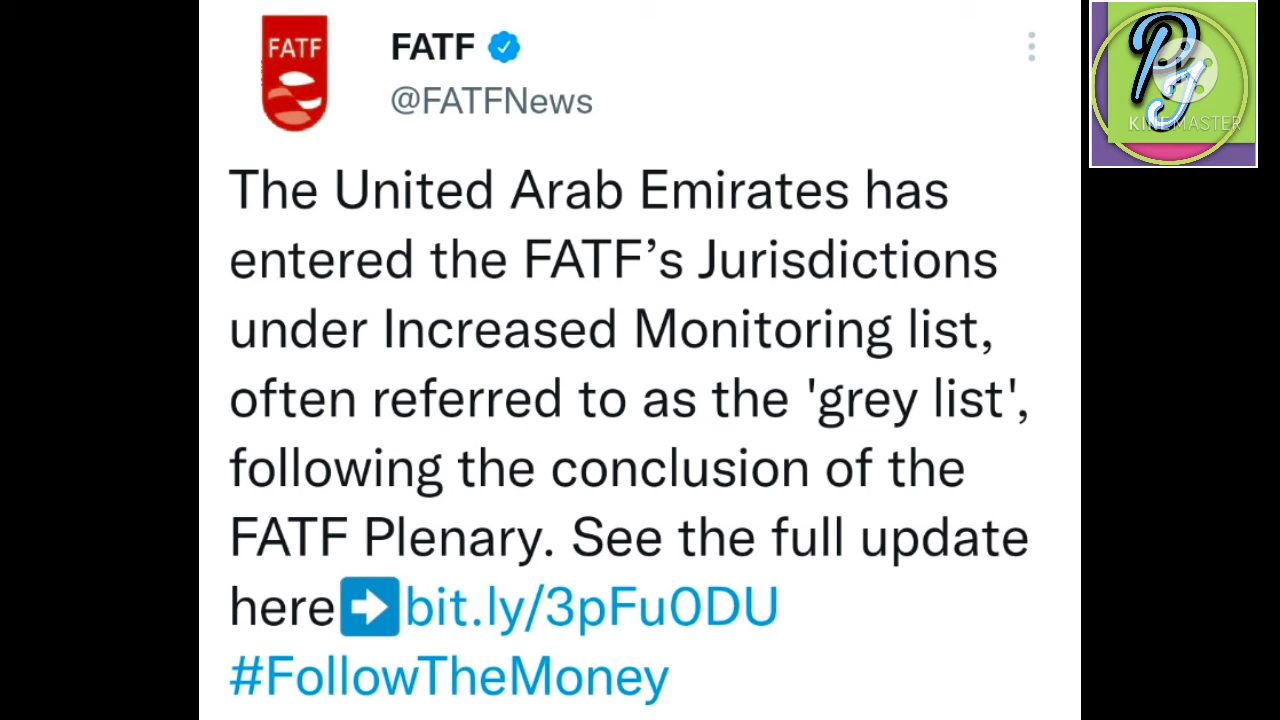 FATF
FATF
@FATFNews
The United Arab Emirates has
entered the FATF’s Jurisdictions
under Increased Monitoring list,
often referred to as the 'grey list',
following the conclusion of the
FATF Plenary. See the full update
here➡️bit.ly/3pFu0DU
#FollowTheMoney
PJ
KINEMASTER